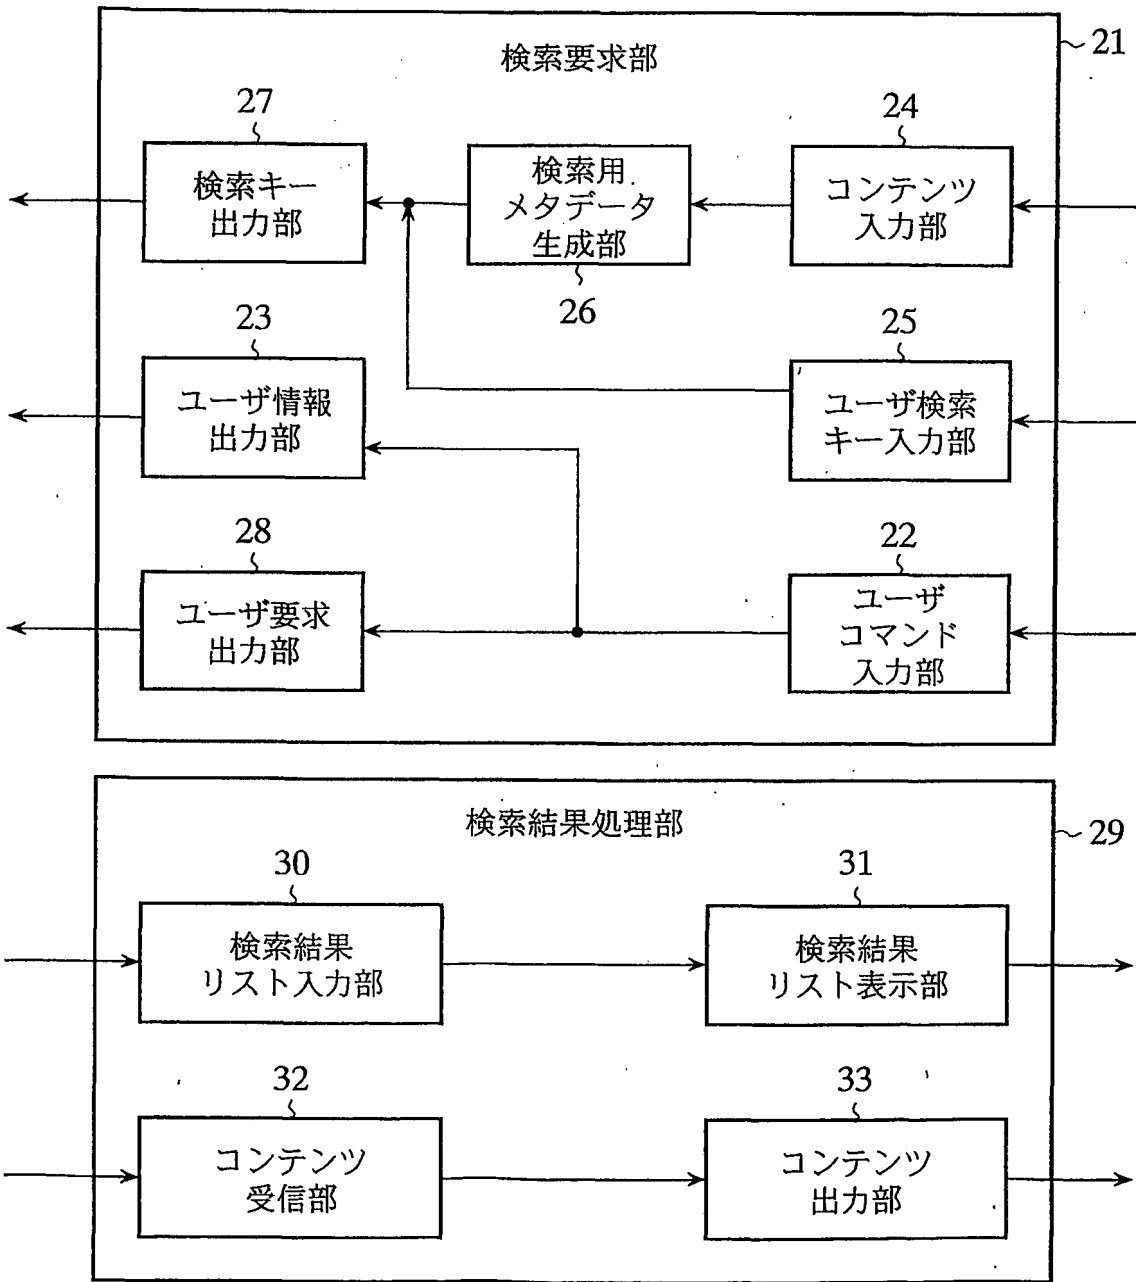 検索要求部
21
27
検索キー
出力部
検索用
メタデータ
生成部
26
24
コンテンツ
入力部
23
ユーザ情報
出力部
25
ユーザ検索
キー入力部
28
ユーザ要求
出力部
22
ユーザ
コマンド
入力部
検索結果処理部
29
30
検索結果
リスト入力部
31
検索結果
リスト表示部
32
コンテンツ
受信部
33
コンテンツ
出力部